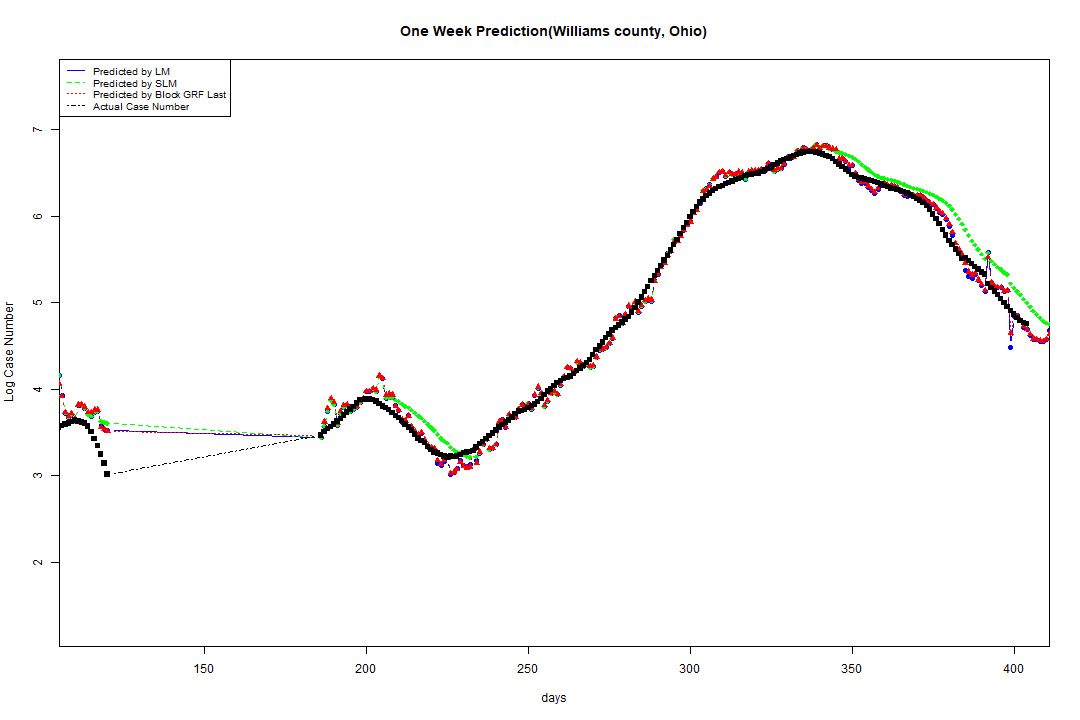 One Week Prediction(Williams county, Ohio)
Predicted by LM
Predicted by SLM
Predicted by Block GRF Last
Actual Case Number
7
6
5
4
3
2
Log Case Number
150 200 250 300 350 400
days